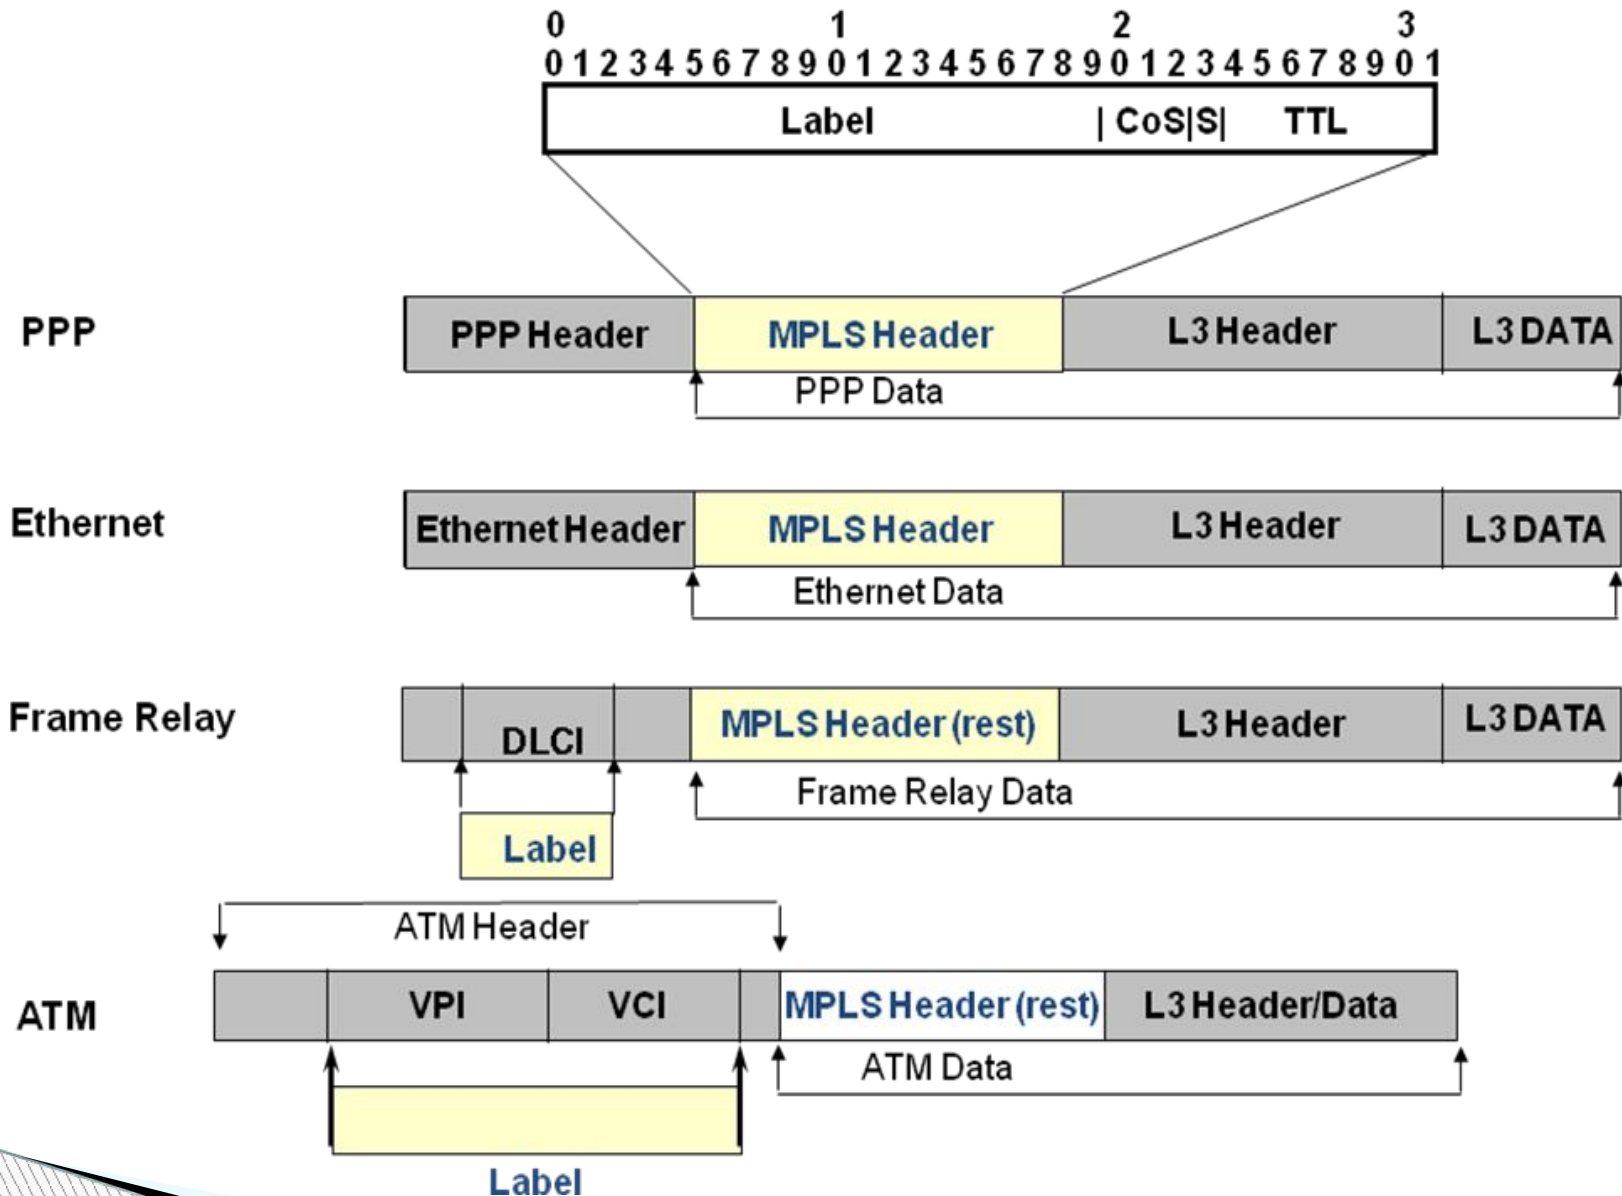 0 1 2 3
0 1 2 3 4 5 6 7 8 9 0 1 2 3 4 5 6 7 8 9 0 1 2 3 4 5 6 7 8 9 0 1
Label | CoS|S| TTL
PPP PPP Header MPLS Header L3 Header L3 DATA
PPP Data
Ethernet Ethernet Header MPLS Header L3 Header L3 DATA
Ethernet Data
Frame Relay DLCI MPLS Header (rest) L3 Header L3 DATA
Frame Relay Data
Label
ATM Header
ATM VPI VCI MPLS Header (rest) L3 Header/Data
ATM Data
Label